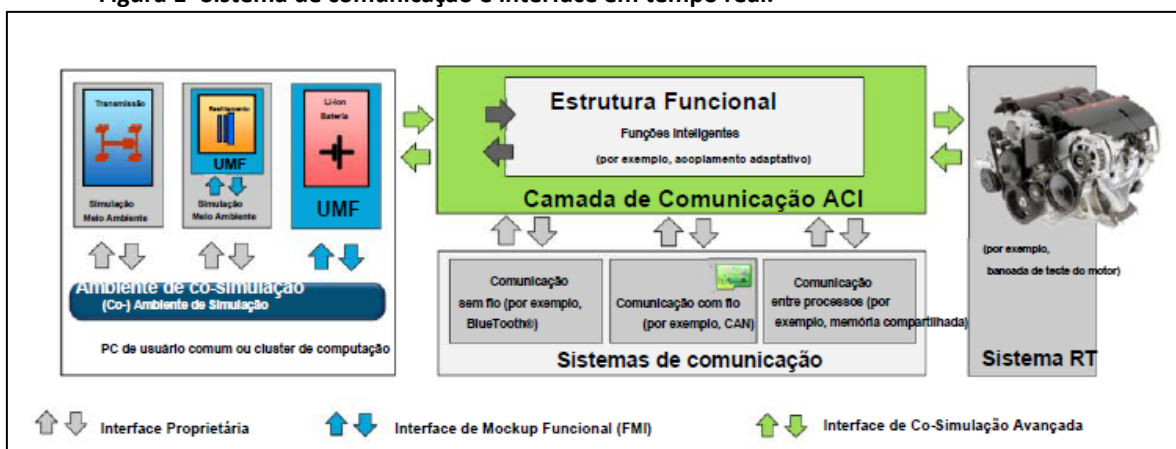 Figura 2 Sistema de comunicação e interface em tempo real.
Transmissão
Simulação
Meio Ambiente
UMF
Simulação
Meio Ambiente
Li-Ion
Bateria
UMF
Ambiente de co-simulação
(Co-) Ambiente de Simulação
PC de usuário comum ou cluster de computação
Estrutura Funcional
Funções Inteligentes
(por exemplo, acoplamento adaptativo)
Camada de Comunicação ACI
Comunicação
sem fio (por exemplo,
BlueTooth®)
Comunicação com fio
(por exemplo, CAN)
Comunicação
entre processos (por
exemplo, memória compartilhada)
Sistemas de comunicação
(por exemplo,
bancada de teste do motor)
Sistema RT
Interface Proprietária
Interface de Mockup Funcional (FMI)
Interface de Co-Simulação Avançada